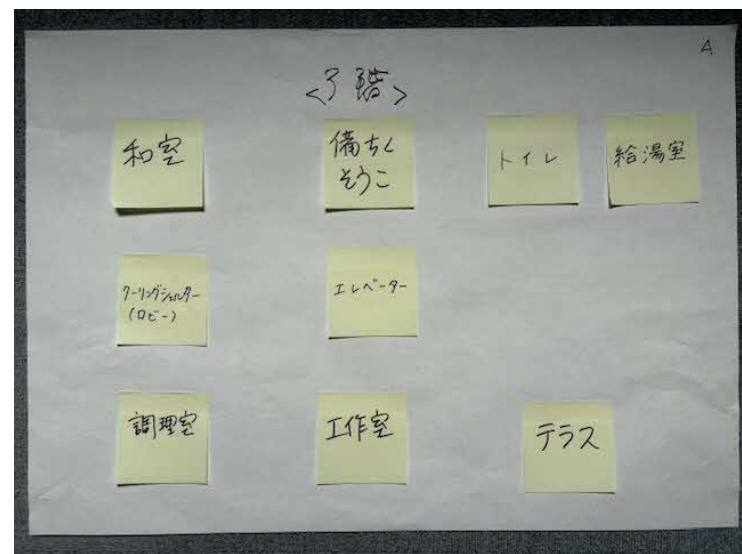 A
<3階>
和室
備ちく
そうこ
トイレ
給湯室
クーリングシェルター
(ロビー)
エレベーター
調理室
工作室
テラス